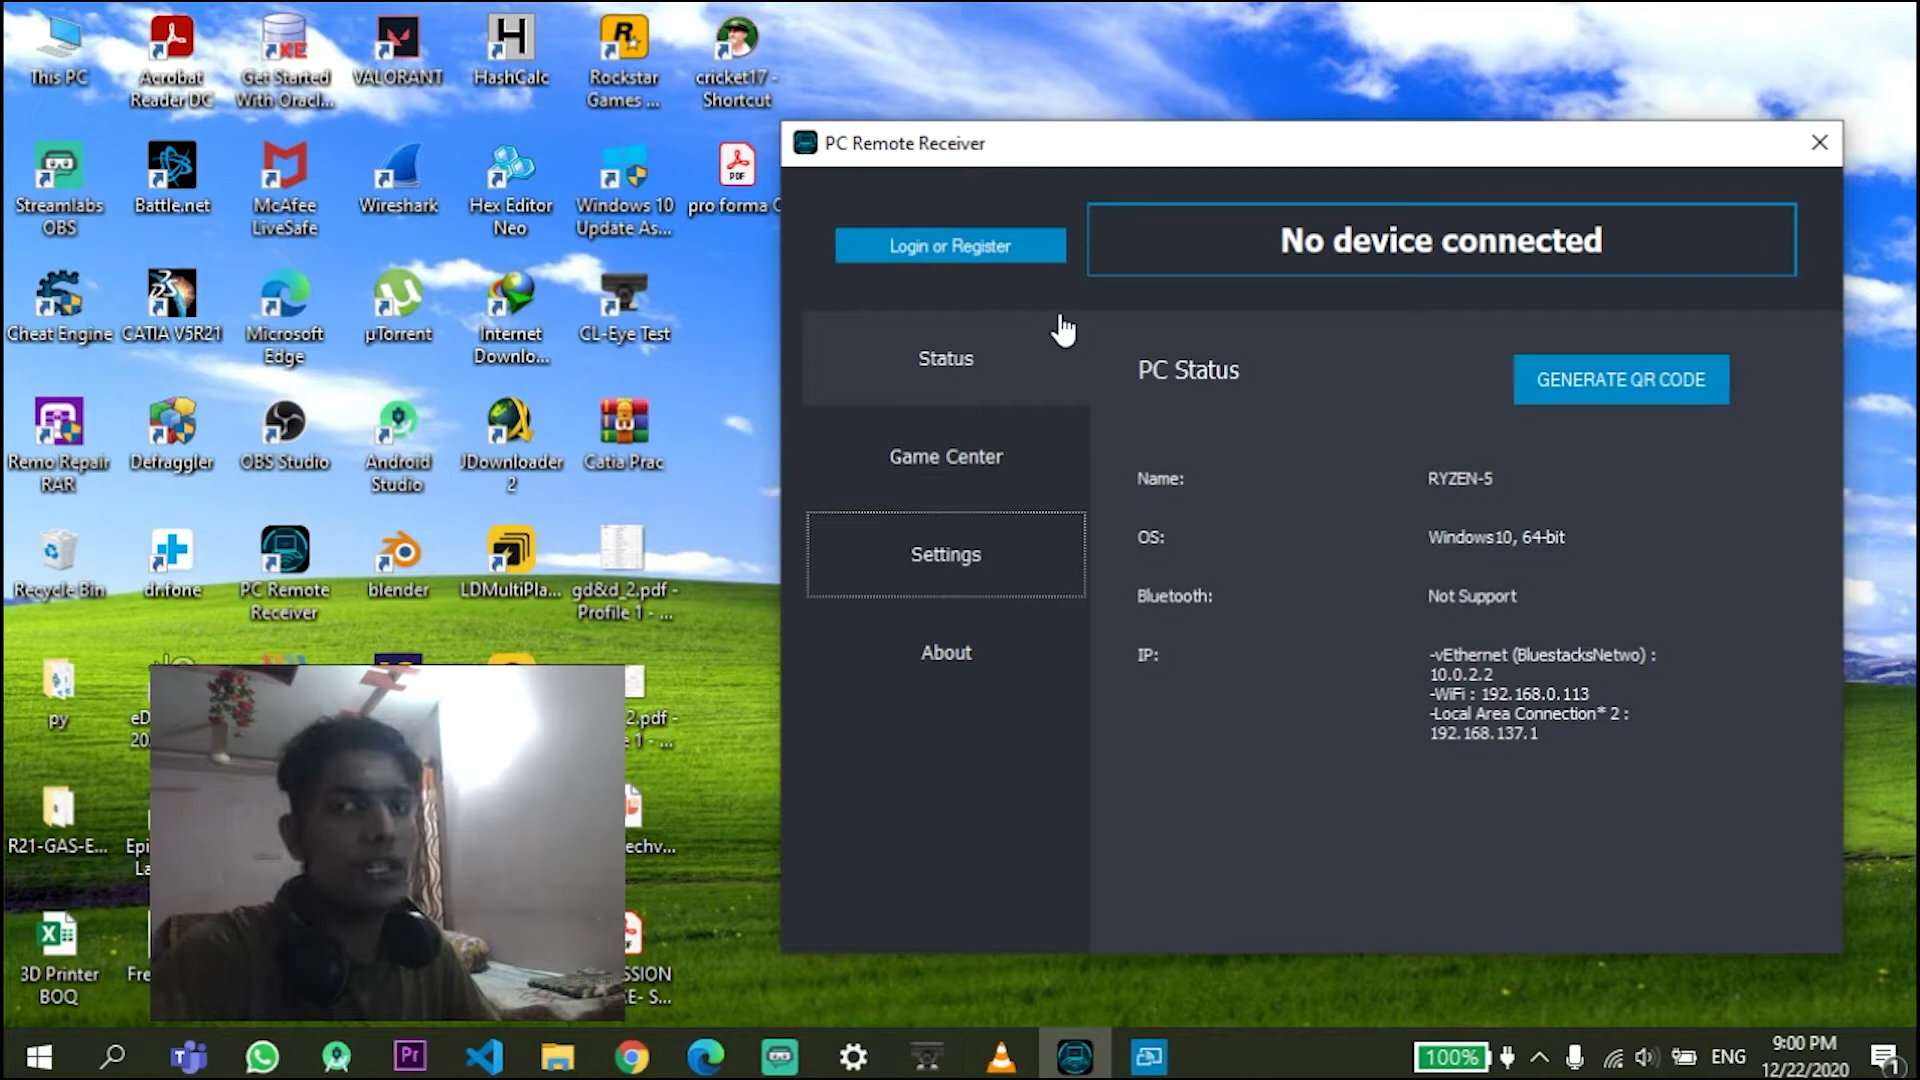 This PC
Acrobat
Reader DC
Get Started
With Oracl...
VALORANT
HashCalc
Rockstar
Games ...
cricket17 -
Shortcut
Streamlabs
OBS
Battle.net
McAfee
LiveSafe
Wireshark
Hex Editor
Neo
Windows 10
Update As...
PDF
pro forma
Cheat Engine
CATIA V5R21
Microsoft
Edge
µTorrent
Internet
Downlo...
CL-Eye Test
Remo Repair
RAR
Defraggler
OBS Studio
Android
Studio
JDownloader
2
Catia Prac
Recycle Bin
dr.fone
PC Remote
Receiver
blender
LDMultiPla...
gd&d_2.pdf -
Profile 1 - ...
py
2.pdf -
R21-GAS-E...
3D Printer
BOQ
PC Remote Receiver
Login or Register
No device connected
Status
Game Center
Settings
About
PC Status
GENERATE QR CODE
Name:
RYZEN-5
OS:
Windows10, 64-bit
Bluetooth:
Not Support
IP:
-vEthernet (BluestacksNetwo) :
10.0.2.2
-WiFi : 192.168.0.113
-Local Area Connection* 2 :
192.168.137.1
Pr
100%
ENG
9:00 PM
12/22/2020
1